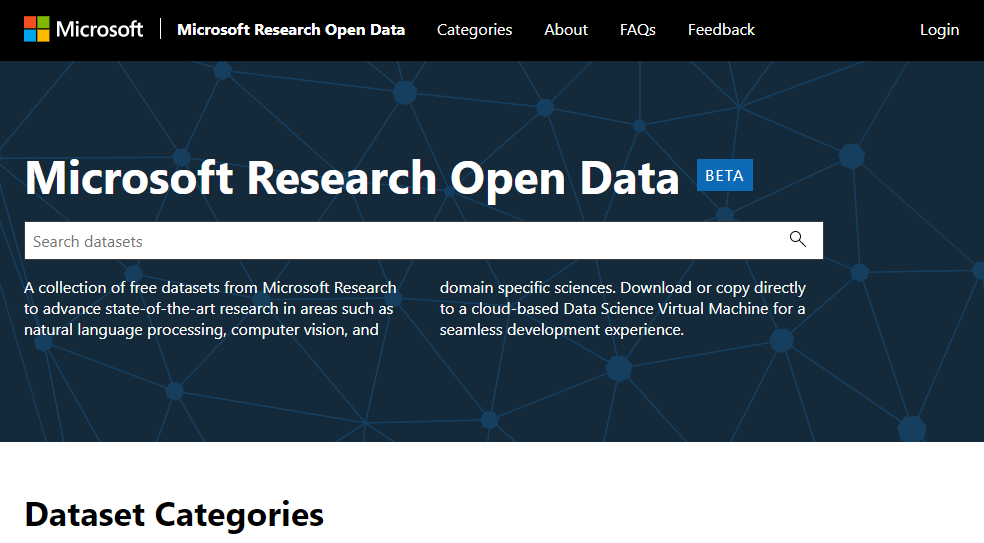 Microsoft | Microsoft Research Open Data Categories About FAQs Feedback Login
Microsoft Research Open Data BETA
Search datasets
A collection of free datasets from Microsoft Research
to advance state-of-the-art research in areas such as
natural language processing, computer vision, and
domain specific sciences. Download or copy directly
to a cloud-based Data Science Virtual Machine for a
seamless development experience.
Dataset Categories